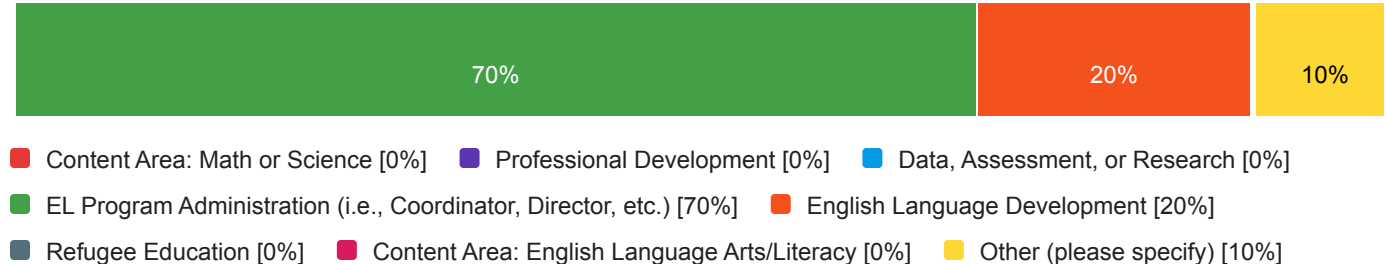 70% 20% 10%
Content Area: Math or Science [0%] Professional Development [0%] Data, Assessment, or Research [0%]
EL Program Administration (i.e., Coordinator, Director, etc.) [70%] English Language Development [20%]
Refugee Education [0%] Content Area: English Language Arts/Literacy [0%] Other (please specify) [10%]